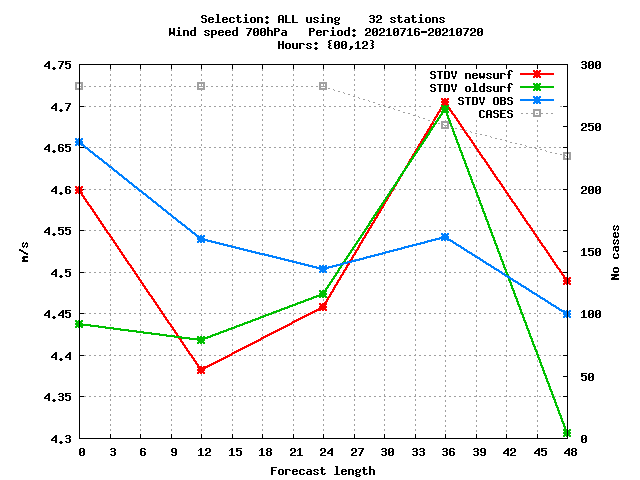 Selection: ALL using    32 stations
Wind speed 700hPa   Period: 20210716-20210720
Hours: {00,12}
4.75 300
STDV newsurf
STDV oldsurf
STDV OBS
CASES
4.7
4.65 250
4.6 200
4.55
m/s
No cases
4.5 150
4.45 100
4.4
50
4.35
4.3 0
0 3 6 9 12 15 18 21 24 27 30 33 36 39 42 45 48
Forecast length